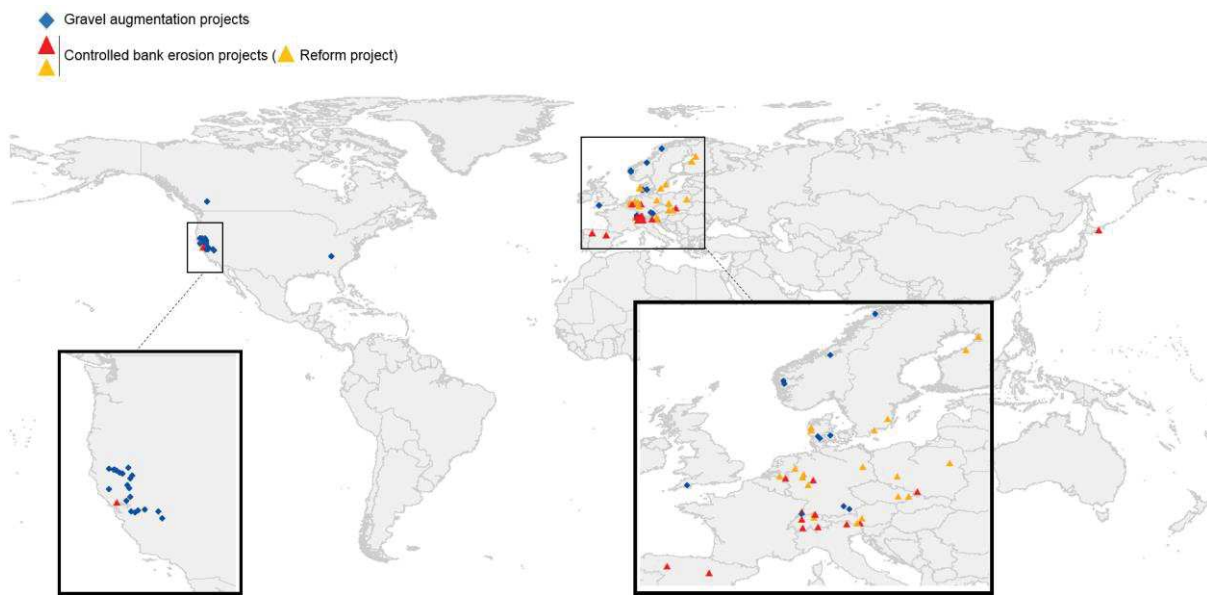 Gravel augmentation projects
Controlled bank erosion projects ( Reform project)